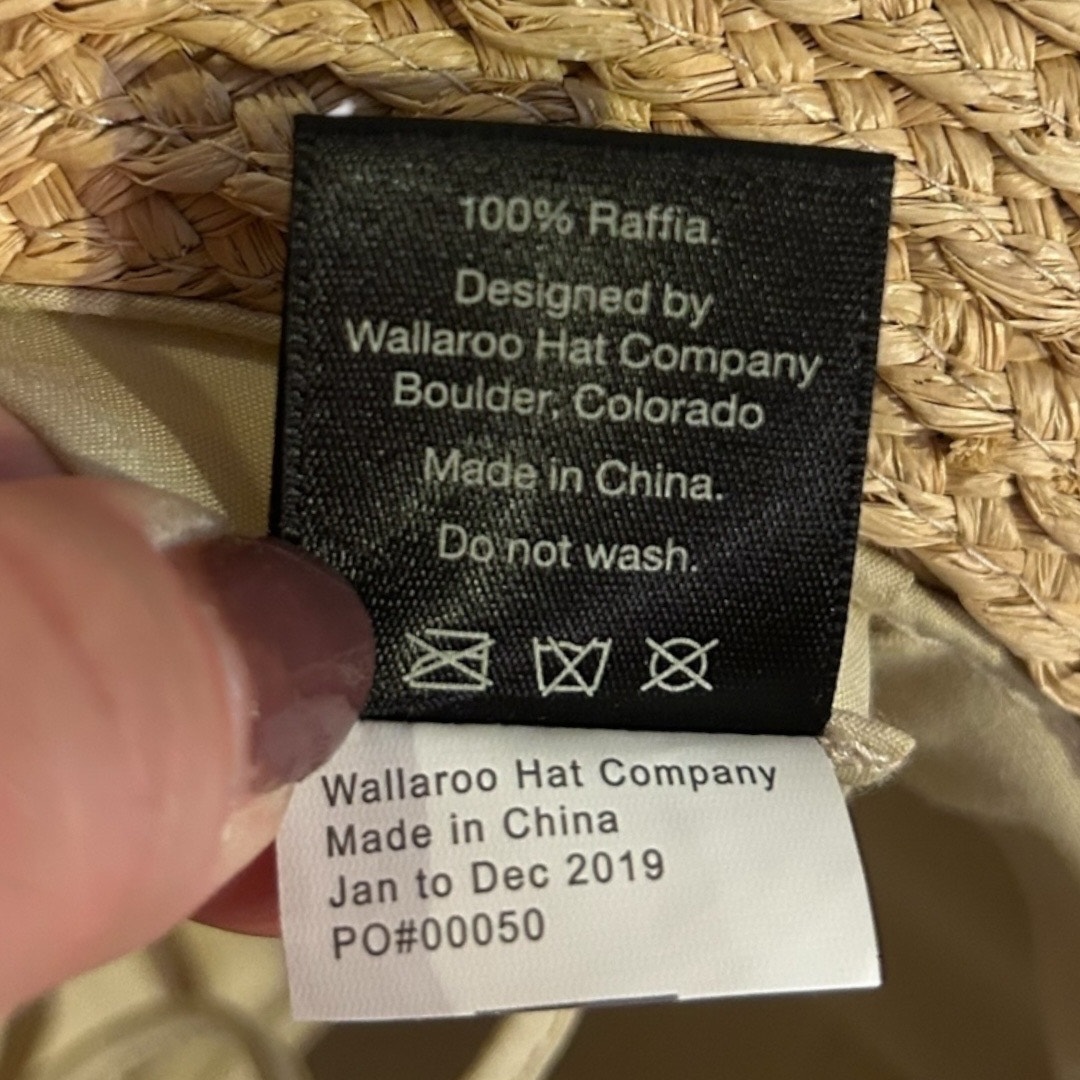 100% Raffia.
Designed by
Wallaroo Hat Company
Boulder, Colorado
Made in China.
Do not wash.
Wallaroo Hat Company
Made in China
Jan to Dec 2019
PO#00050